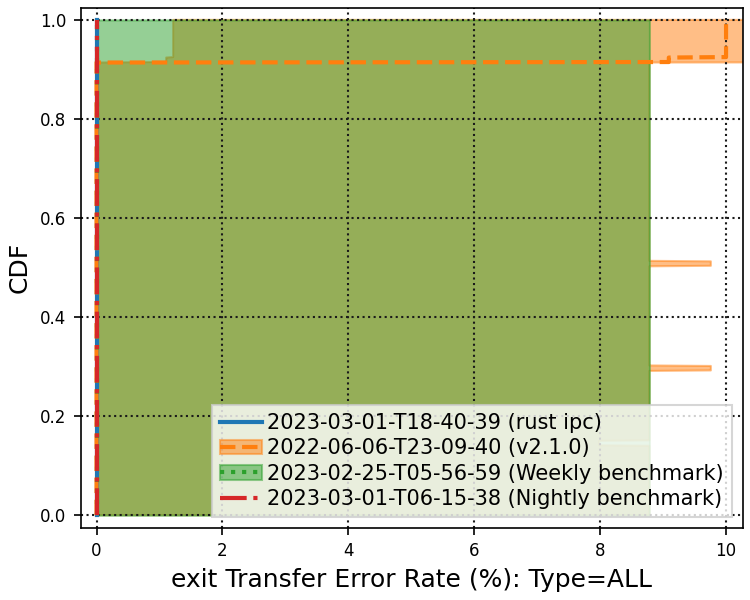 1.0
0.8
0.6
0.4
0.2
0.0
CDF
2023-03-01-T18-40-39 (rust ipc)
2022-06-06-T23-09-40 (v2.1.0)
2023-02-25-T05-56-59 (Weekly benchmark)
2023-03-01-T06-15-38 (Nightly benchmark)
0 2 4 6 8 10
exit Transfer Error Rate (%): Type=ALL